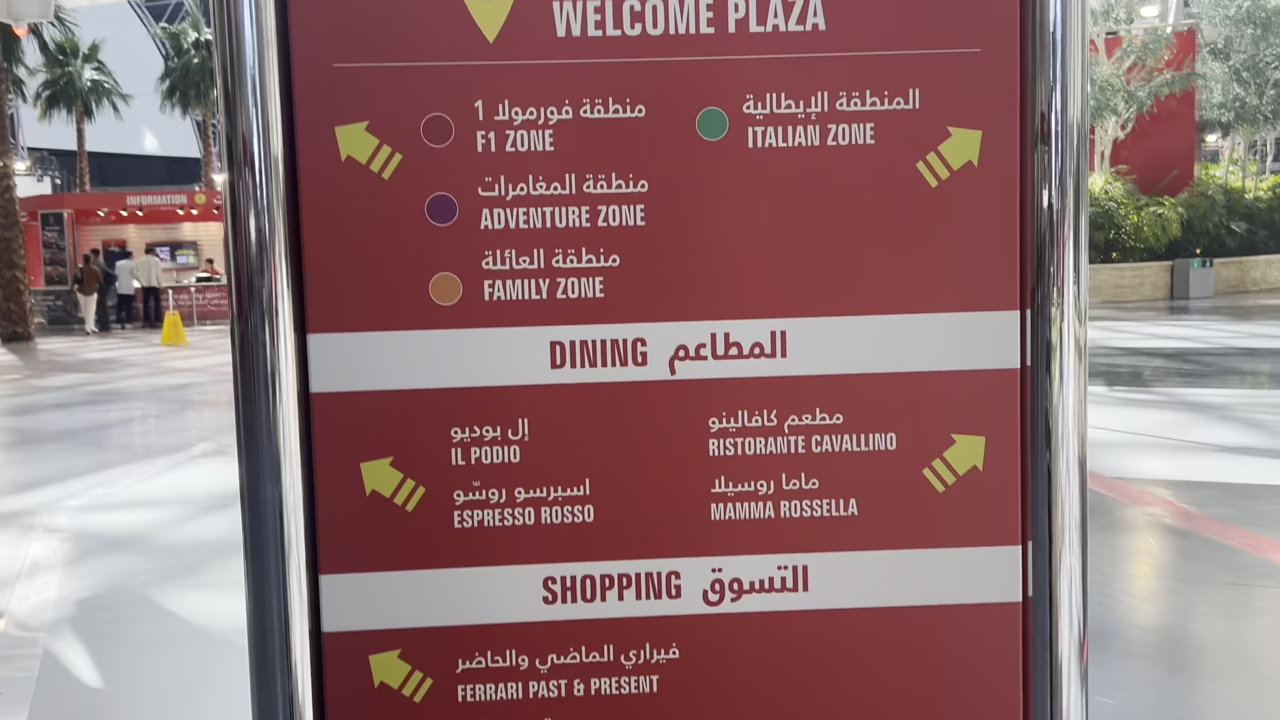 WELCOME PLAZA
منطقة فورمولا 1
F1 ZONE
المنطقة الإيطالية
ITALIAN ZONE
منطقة المغامرات
ADVENTURE ZONE
منطقة العائلة
FAMILY ZONE
INFORMATION
DINING المطاعم
إل بوديو
IL PODIO
مطعم كافالينو
RISTORANTE CAVALLINO
اسبرسو روسّو
ESPRESSO ROSSO
ماما روسيلا
MAMMA ROSSELLA
SHOPPING التسوق
فيراري الماضي والحاضر
FERRARI PAST & PRESENT